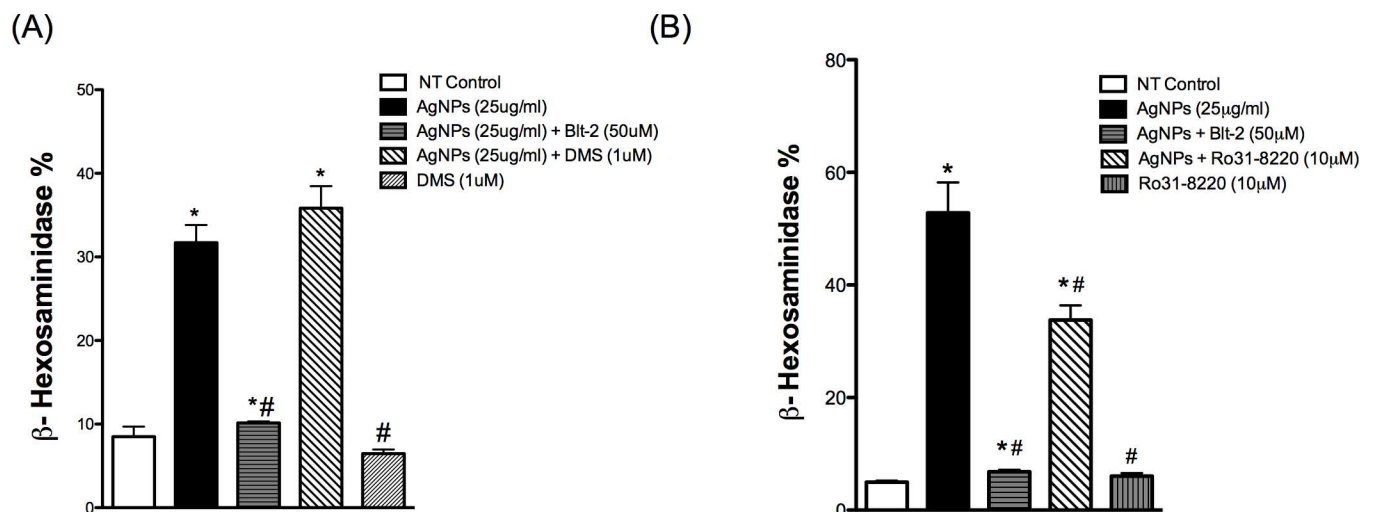 (A)
β- Hexosaminidase %
50
40
30
20
10
0
*
*#
*
#
NT Control
AgNPs (25ug/ml)
AgNPs (25ug/ml) + Blt-2 (50uM)
AgNPs (25ug/ml) + DMS (1uM)
DMS (1uM)
(B)
β- Hexosaminidase %
80
60
40
20
0
*
*#
*#
#
NT Control
AgNPs (25μg/ml)
AgNPs + Blt-2 (50μM)
AgNPs + Ro31-8220 (10μM)
Ro31-8220 (10μM)